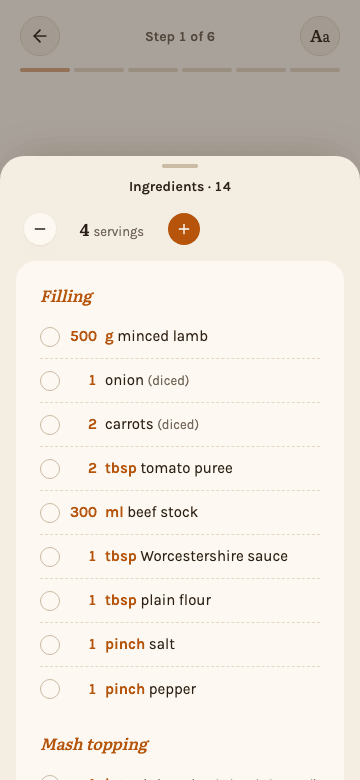 Step 1 of 6
Aa
Ingredients · 14
− 4 servings +
Filling
500 g minced lamb
1 onion (diced)
2 carrots (diced)
2 tbsp tomato puree
300 ml beef stock
1 tbsp Worcestershire sauce
1 tbsp plain flour
1 pinch salt
1 pinch pepper
Mash topping